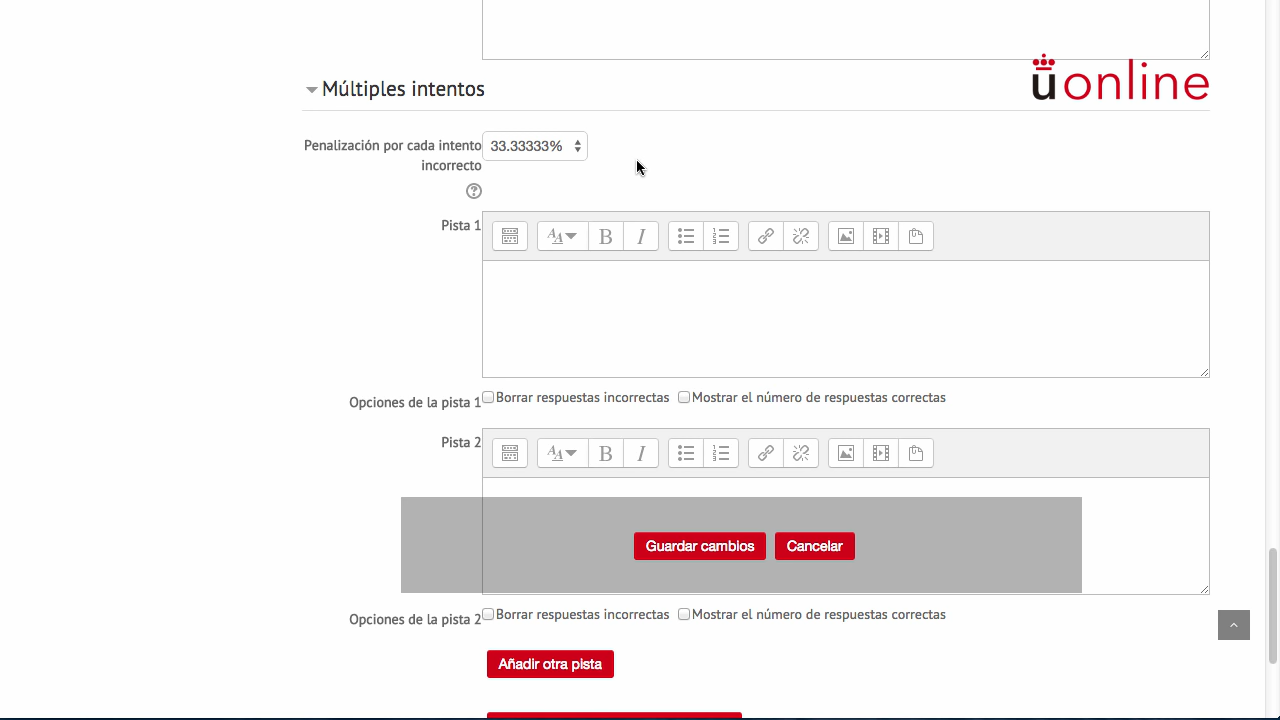 üonline
Múltiples intentos
Penalización por cada intento
incorrecto
33.33333%
Pista 1
Opciones de la pista 1
Borrar respuestas incorrectas
Mostrar el número de respuestas correctas
Pista 2
Guardar cambios
Cancelar
Opciones de la pista 2
Borrar respuestas incorrectas
Mostrar el número de respuestas correctas
Añadir otra pista